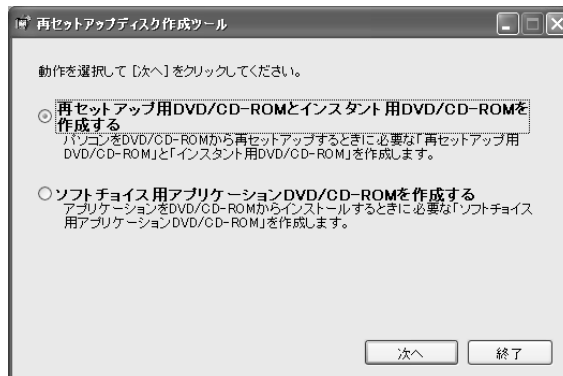 再セットアップディスク作成ツール
動作を選択して [次へ] をクリックしてください。
再セットアップ用DVD/CD-ROMとインスタント用DVD/CD-ROMを
作成する
パソコンをDVD/CD-ROMから再セットアップするときに必要な「再セットアップ用
DVD/CD-ROM」と「インスタント用DVD/CD-ROM」を作成します。
ソフトチョイス用アプリケーションDVD/CD-ROMを作成する
アプリケーションをDVD/CD-ROMからインストールするときに必要な「ソフトチョイス
用アプリケーションDVD/CD-ROM」を作成します。
次へ
終了